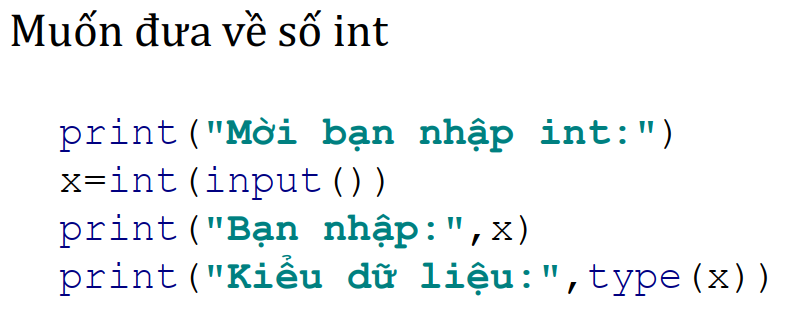 Muốn đưa về số int
print("Mời bạn nhập int:")
x=int(input())
print("Bạn nhập:",x)
print("Kiểu dữ liệu:",type(x))